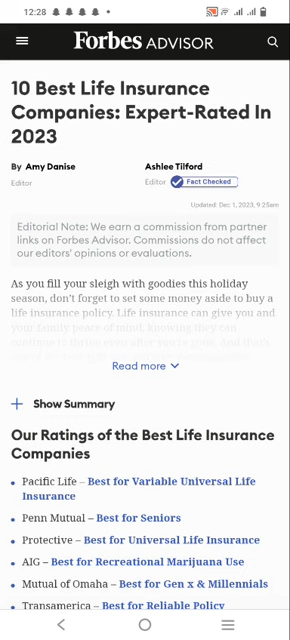 12:28
Forbes ADVISOR
10 Best Life Insurance
Companies: Expert-Rated In
2023
By Amy Danise
Editor
Ashlee Tilford
Editor Fact Checked
Updated: Dec 1, 2023, 9:25am
Editorial Note: We earn a commission from partner
links on Forbes Advisor. Commissions do not affect
our editors' opinions or evaluations.
As you fill your sleigh with goodies this holiday
season, don't forget to set some money aside to buy a
life insurance policy. Life insurance can give you and
your family peace of mind, knowing they can
continue to thrive even after you're gone. And that's
Read more
+ Show Summary
Our Ratings of the Best Life Insurance
Companies
• Pacific Life – Best for Variable Universal Life
Insurance
• Penn Mutual – Best for Seniors
• Protective – Best for Universal Life Insurance
• AIG – Best for Recreational Marijuana Use
• Mutual of Omaha – Best for Gen x & Millennials
• Transamerica – Best for Reliable Policy